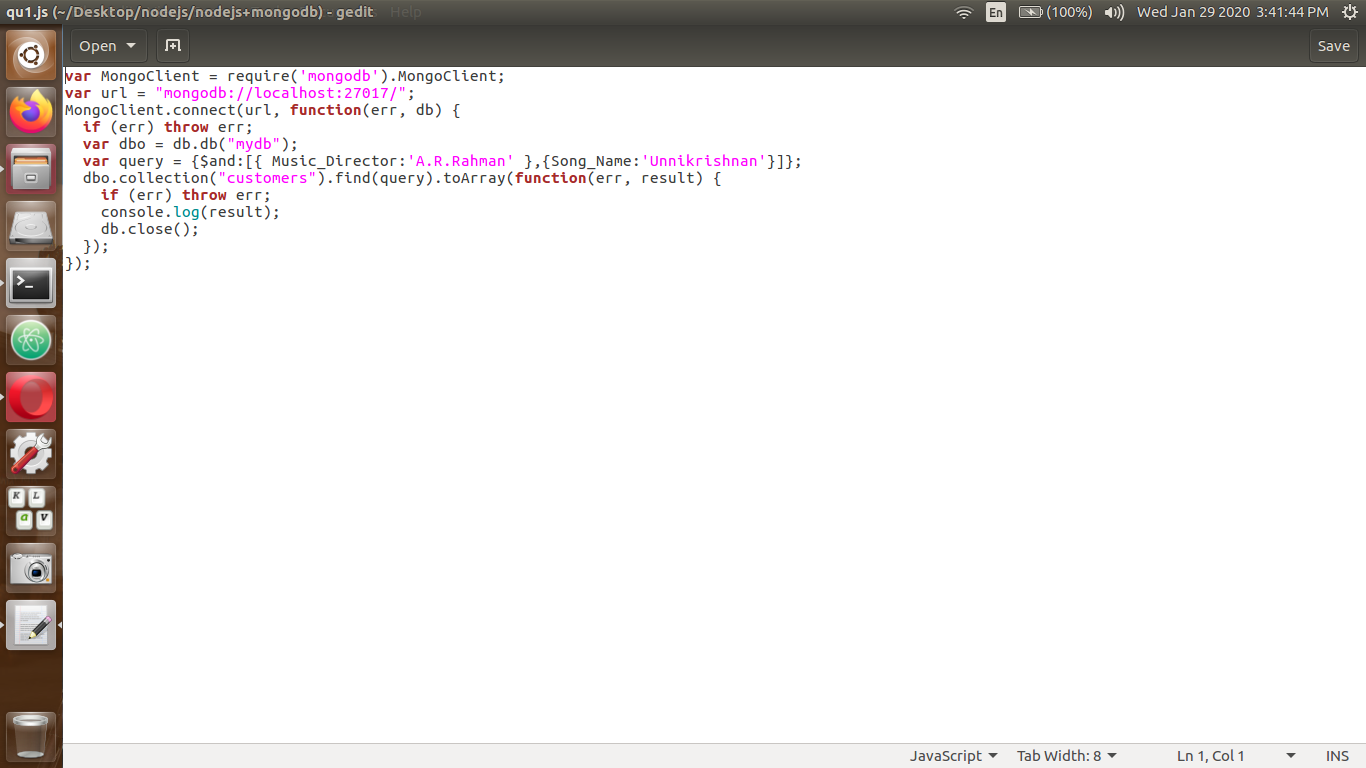 qu1.js (~/Desktop/nodejs/nodejs+mongodb) - gedit Help En (100%) Wed Jan 29 2020 3:41:44 PM
Open Save
var MongoClient = require('mongodb').MongoClient;
var url = "mongodb://localhost:27017/";
MongoClient.connect(url, function(err, db) {
  if (err) throw err;
  var dbo = db.db("mydb");
  var query = {$and:[{ Music_Director:'A.R.Rahman' },{Song_Name:'Unnikrishnan'}]};
  dbo.collection("customers").find(query).toArray(function(err, result) {
    if (err) throw err;
    console.log(result);
    db.close();
  });
});
K L
a V
JavaScript Tab Width: 8 Ln 1, Col 1 INS